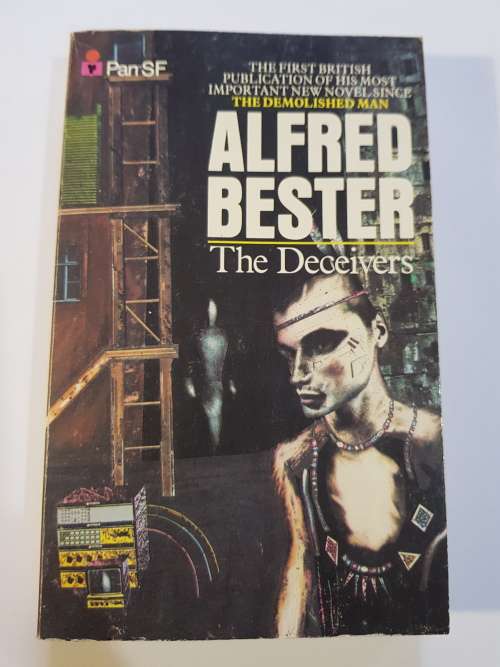 Pan SF
THE FIRST BRITISH
PUBLICATION OF HIS MOST
IMPORTANT NEW NOVEL SINCE
THE DEMOLISHED MAN
ALFRED
BESTER
The Deceivers